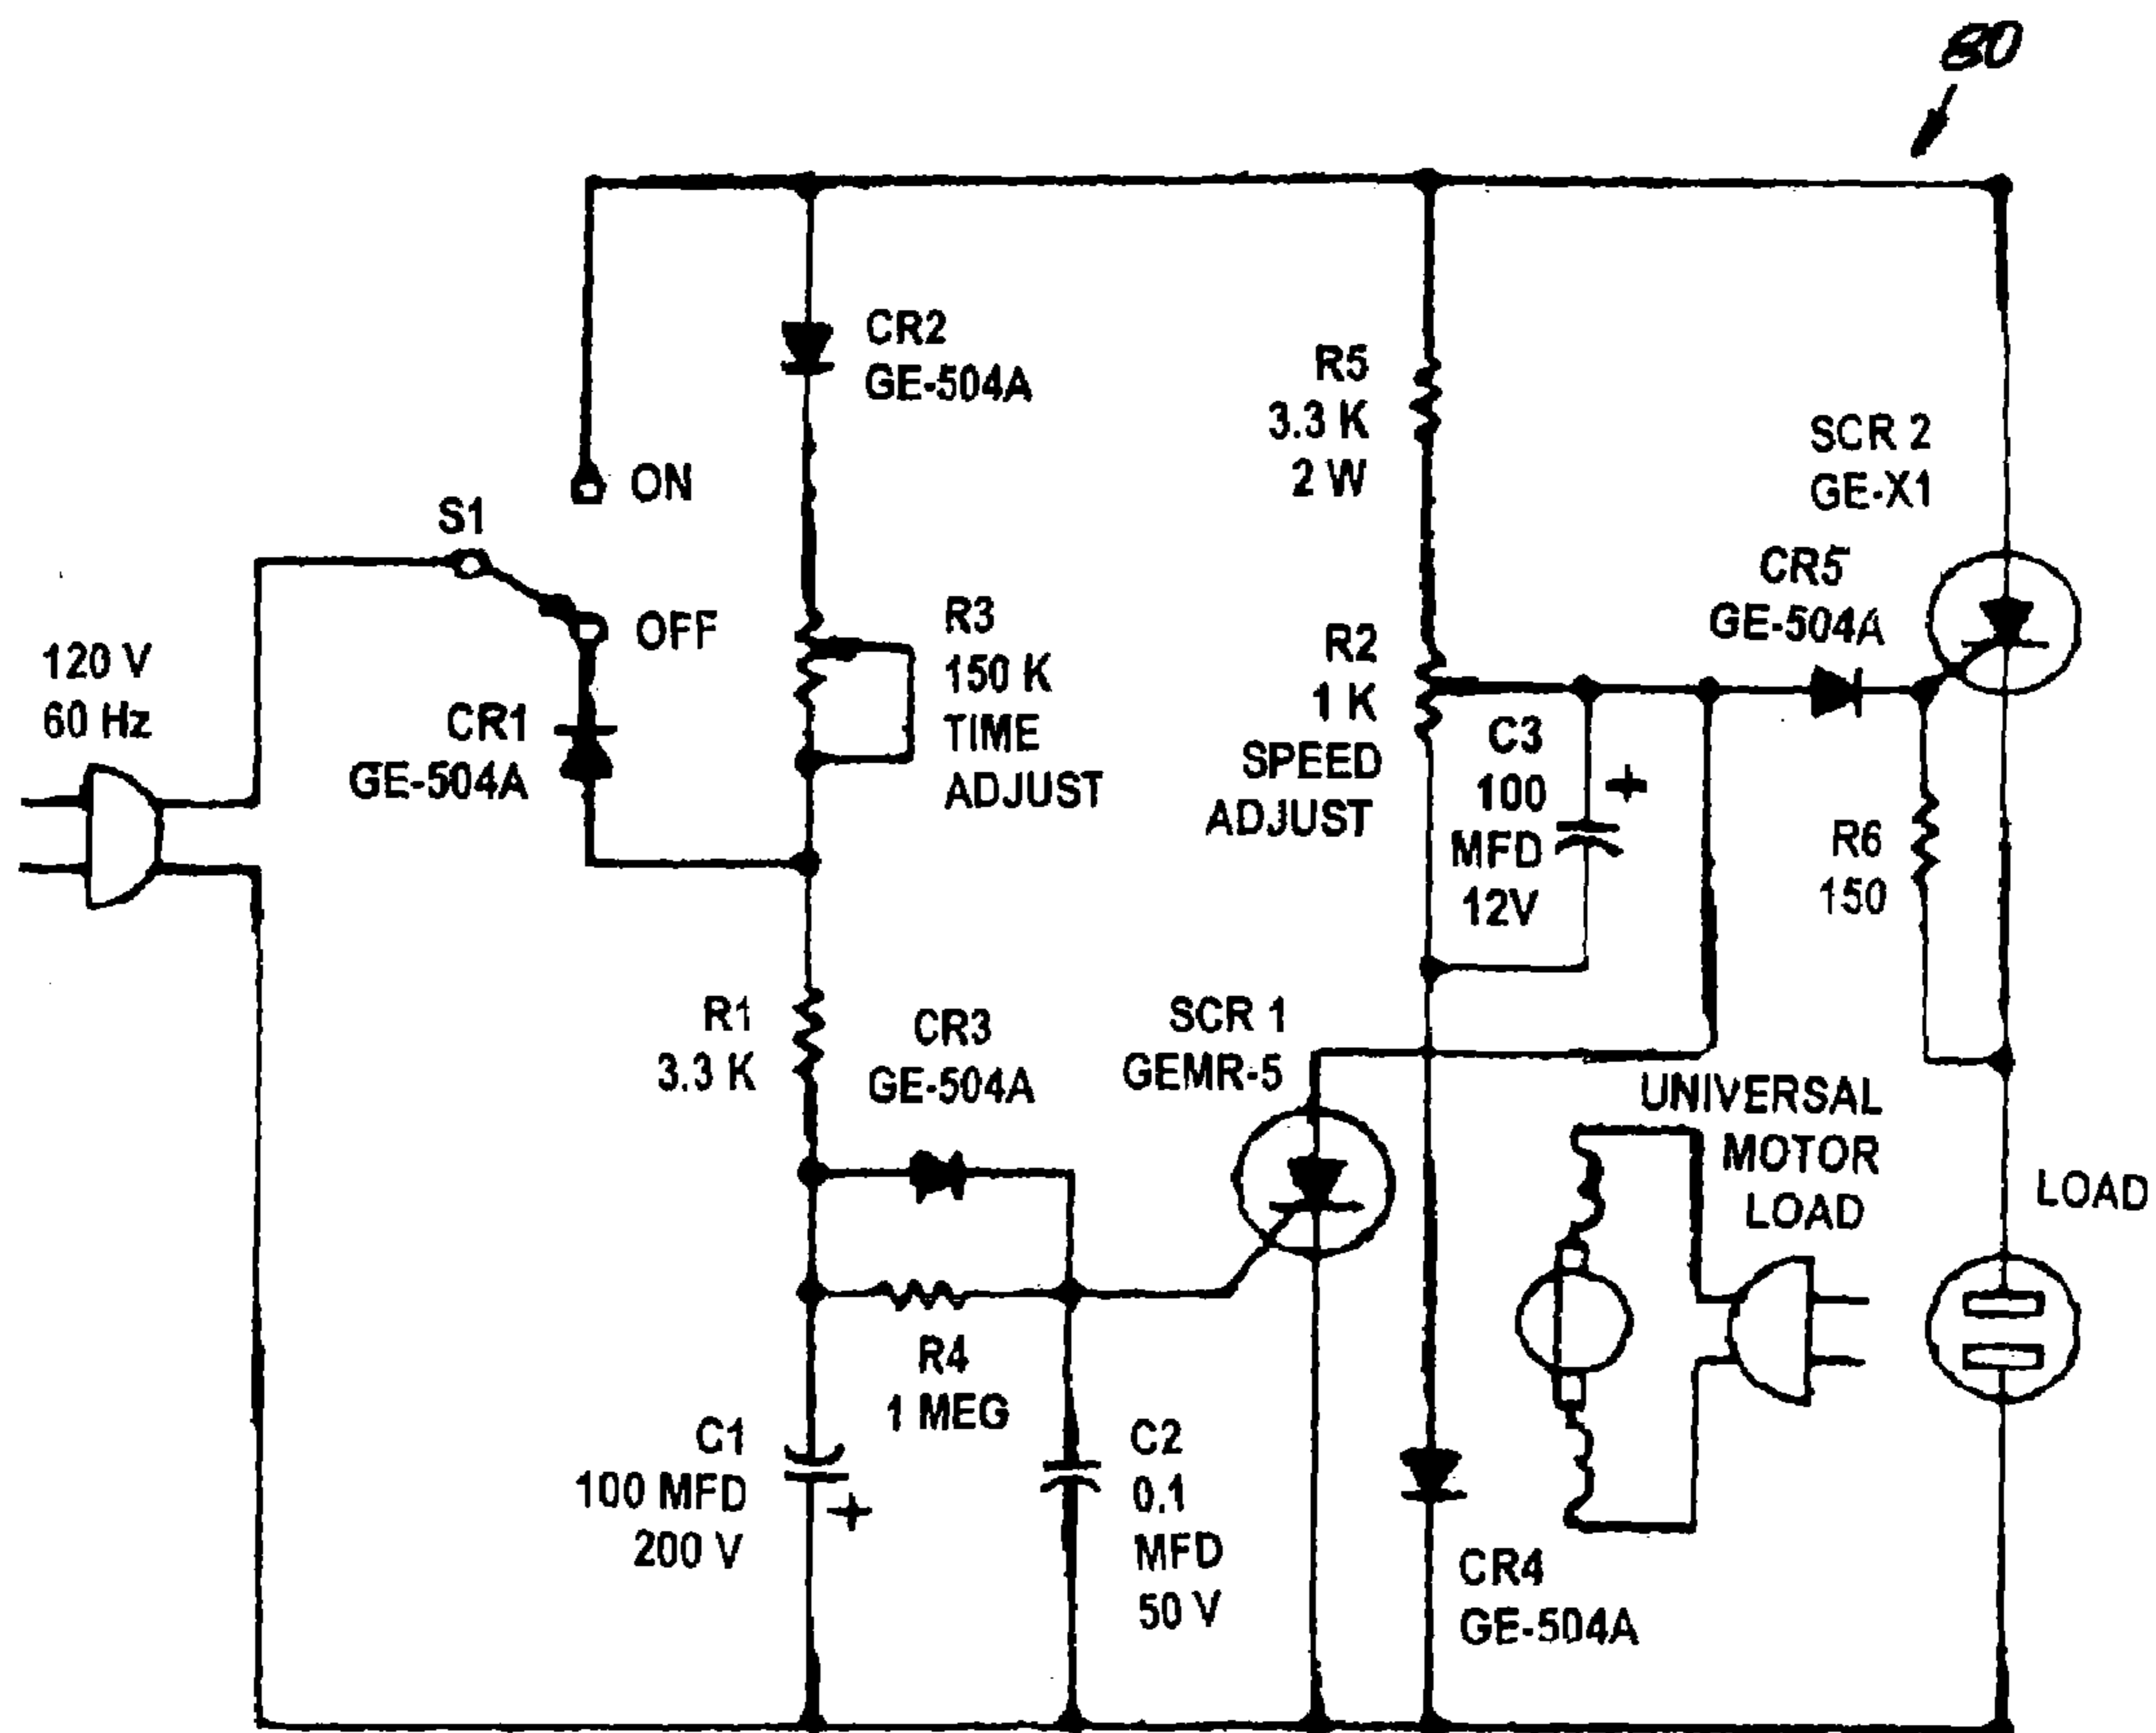 80
CR2
GE-504A
R5
3.3 K
2 W
SCR 2
GE-X1
ON
S1
OFF
CR5
GE-504A
120 V
60 Hz
R3
150 K
TIME
ADJUST
R2
1 K
SPEED
ADJUST
CR1
GE-504A
C3
100
MFD
12V
+
R6
150
R1
3.3 K
CR3
GE-504A
SCR 1
GEMR-5
UNIVERSAL
MOTOR
LOAD
LOAD
R4
1 MEG
C1
100 MFD
200 V
+
C2
0.1
MFD
50 V
CR4
GE-504A